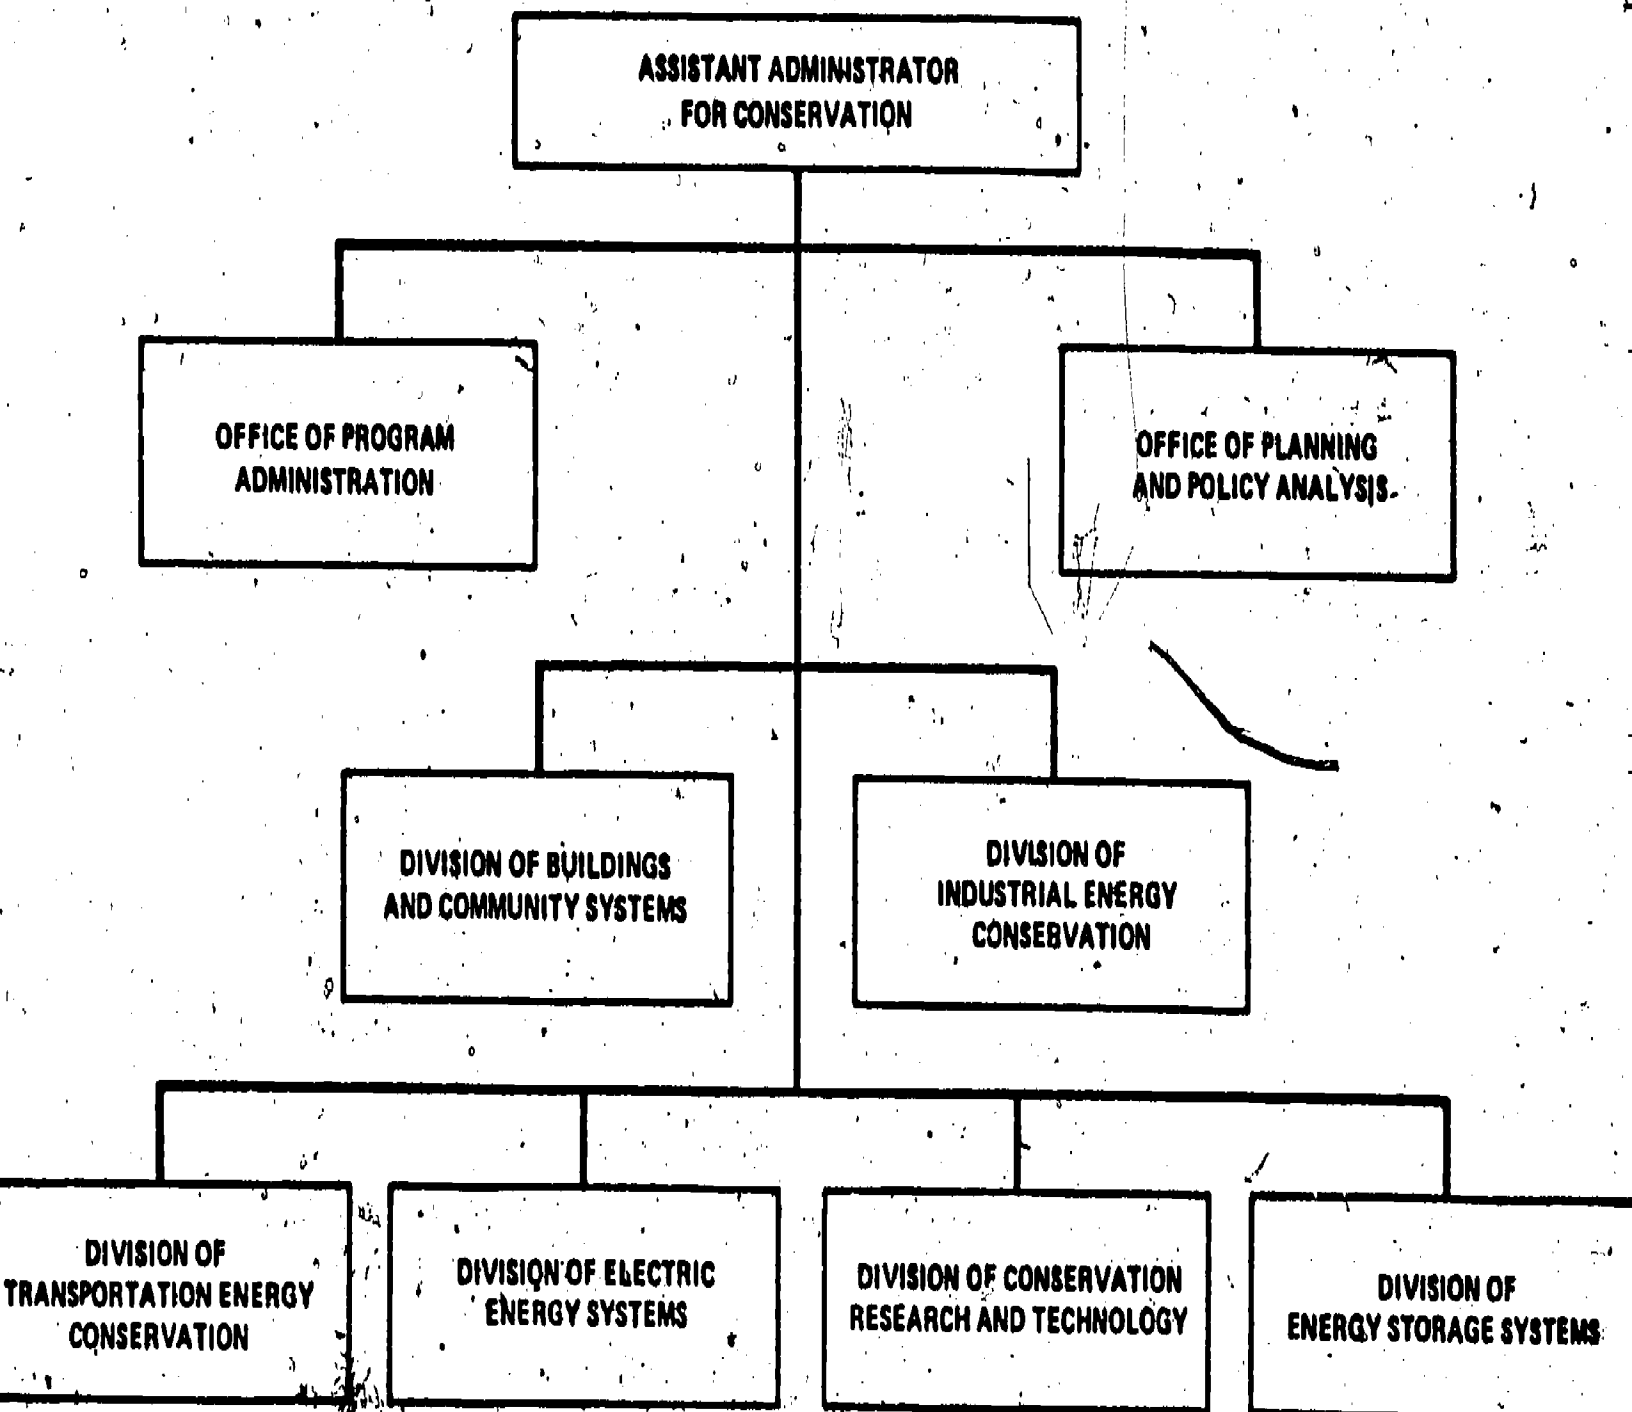 ASSISTANT ADMINISTRATOR
FOR CONSERVATION
OFFICE OF PROGRAM
ADMINISTRATION
OFFICE OF PLANNING
AND POLICY ANALYSIS
DIVISION OF BUILDINGS
AND COMMUNITY SYSTEMS
DIVISION OF
INDUSTRIAL ENERGY
CONSERVATION
DIVISION OF
TRANSPORTATION ENERGY
CONSERVATION
DIVISION OF ELECTRIC
ENERGY SYSTEMS
DIVISION OF CONSERVATION
RESEARCH AND TECHNOLOGY
DIVISION OF
ENERGY STORAGE SYSTEMS